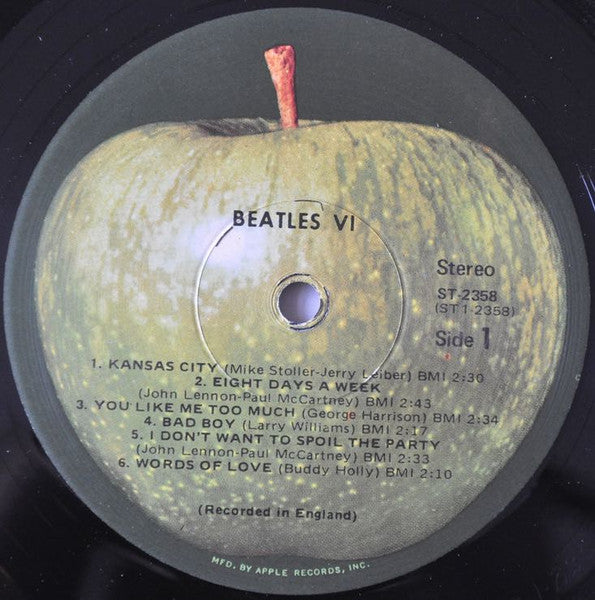 BEATLES VI
Stereo
ST-2358
(ST1-2358)
Side 1
1. KANSAS CITY (Mike Stoller-Jerry Leiber) BMI 2:30
2. EIGHT DAYS A WEEK
(John Lennon-Paul McCartney) BMI 2:43
3. YOU LIKE ME TOO MUCH (George Harrison) BMI 2:34
4. BAD BOY (Larry Williams) BMI 2:17
5. I DON'T WANT TO SPOIL THE PARTY
(John Lennon-Paul McCartney) BMI 2:33
6. WORDS OF LOVE (Buddy Holly) BMI 2:10
(Recorded in England)
MFD. BY APPLE RECORDS, INC.